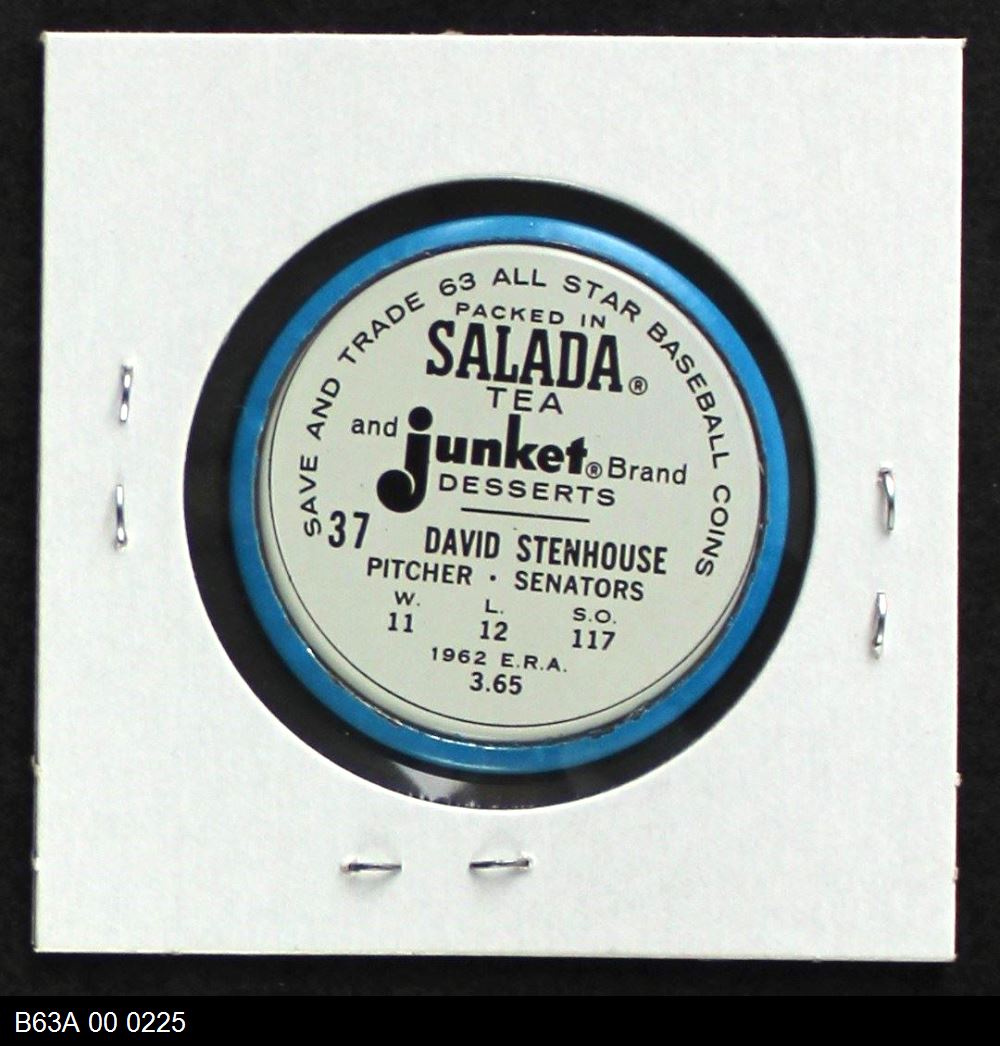 SAVE AND TRADE 63 ALL STAR BASEBALL COINS
PACKED IN
SALADA®
TEA
and junket® Brand
DESSERTS
37 DAVID STENHOUSE
PITCHER · SENATORS
W. L. S.O.
11 12 117
1962 E.R.A.
3.65
B63A 00 0225